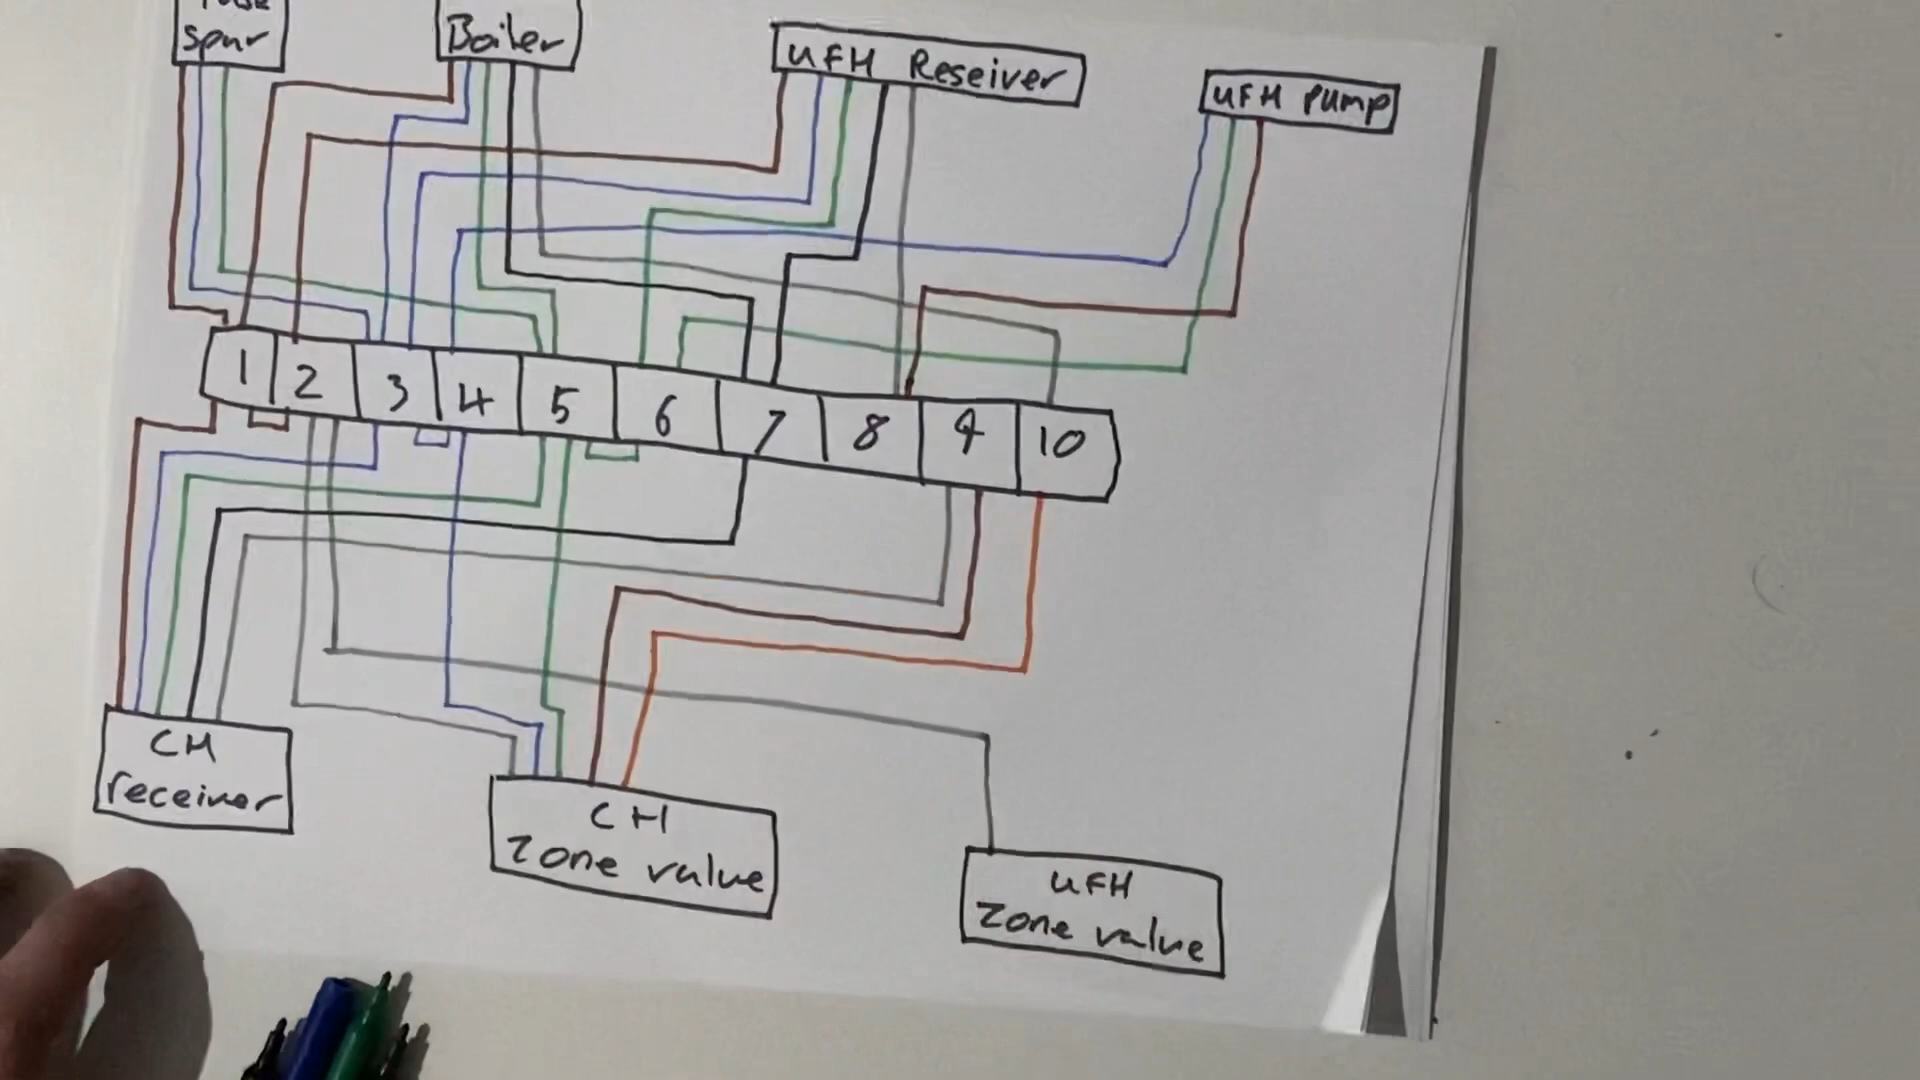 spur
Boiler
UFH Reseiver
UFH Pump
1 2 3 4 5 6 7 8 9 10
CH
receiver
CH
Zone value
UFH
Zone value